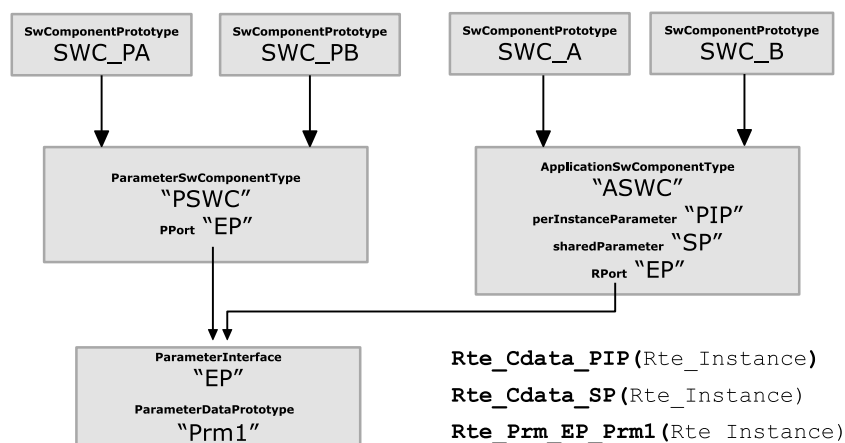 SwComponentPrototype
SWC_PA
SwComponentPrototype
SWC_PB
SwComponentPrototype
SWC_A
SwComponentPrototype
SWC_B
ParameterSwComponentType
“PSWC”
PPort “EP”
ApplicationSwComponentType
“ASWC”
perInstanceParameter “PIP”
sharedParameter “SP”
RPort “EP”
ParameterInterface
“EP”
ParameterDataPrototype
“Prm1”
Rte_Cdata_PIP(Rte_Instance)
Rte_Cdata_SP(Rte_Instance)
Rte_Prm_EP_Prm1(Rte_Instance)